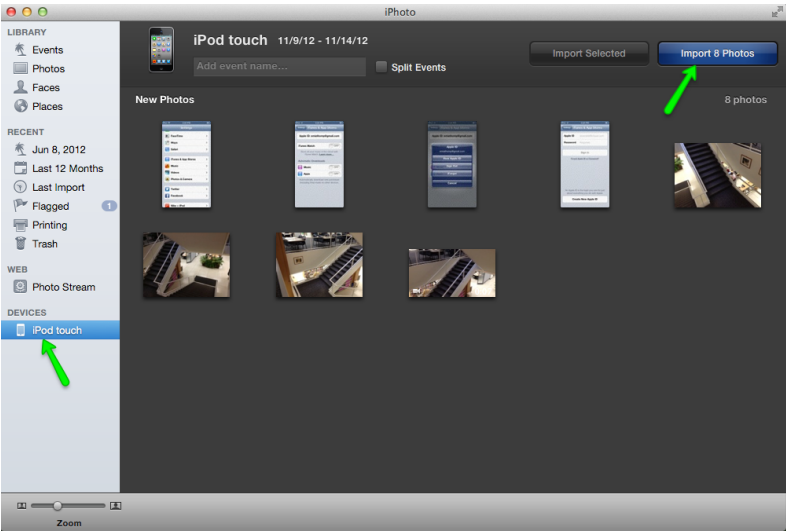 iPhoto
LIBRARY
Events
Photos
Faces
Places
RECENT
Jun 8, 2012
Last 12 Months
Last Import
Flagged 1
Printing
Trash
WEB
Photo Stream
DEVICES
iPod touch
Zoom
iPod touch 11/9/12 - 11/14/12
Add event name...
Split Events
Import Selected
Import 8 Photos
New Photos
8 photos